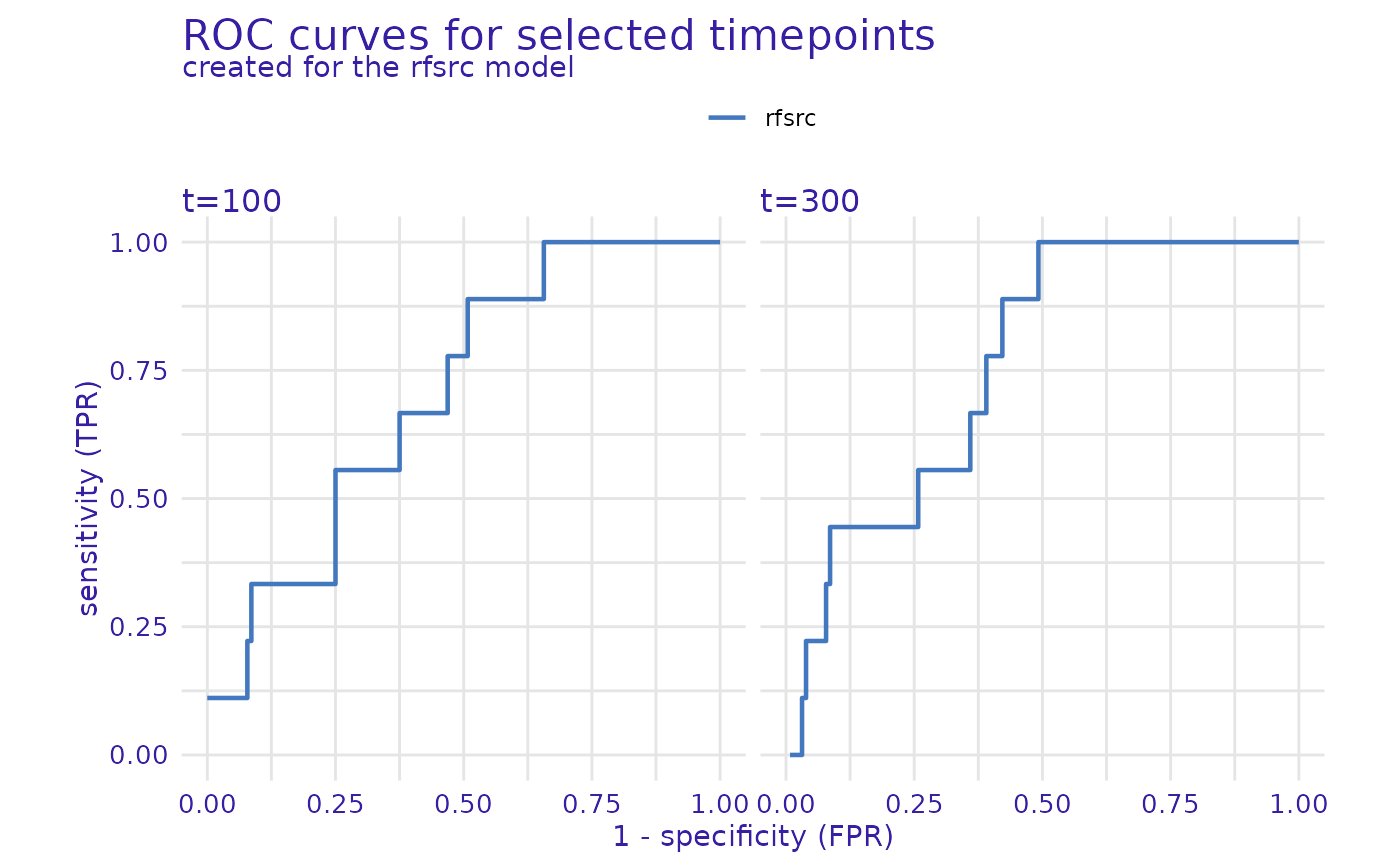 ROC curves for selected timepoints
created for the rfsrc model
rfsrc
t=100
t=300
1.00
0.75
0.50
0.25
0.00
sensitivity (TPR)
0.00 0.25 0.50 0.75 1.00 0.00 0.25 0.50 0.75 1.00
1 - specificity (FPR)